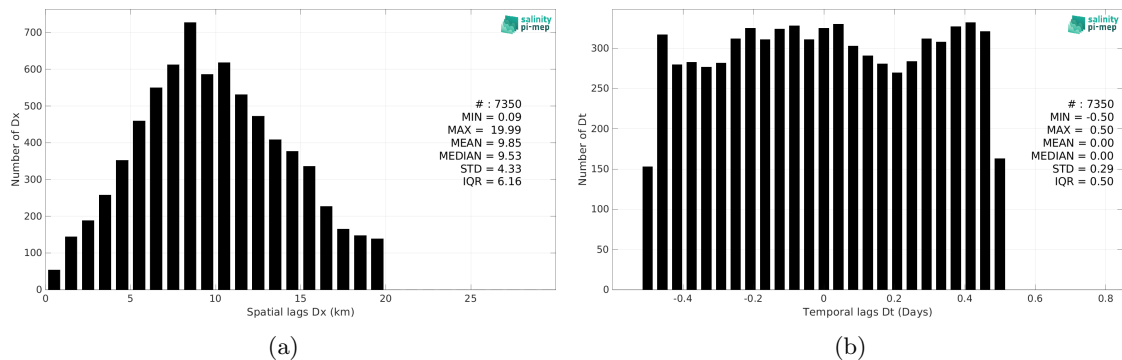 700
600
500
400
300
200
100
0
Number of Dx
0 5 10 15 20 25
Spatial lags Dx (km)
salinity
pi-mep
# : 7350
MIN = 0.09
MAX = 19.99
MEAN = 9.85
MEDIAN = 9.53
STD = 4.33
IQR = 6.16
(a)
300
250
200
150
100
50
0
Number of Dt
-0.4 -0.2 0 0.2 0.4 0.6 0.8
Temporal lags Dt (Days)
salinity
pi-mep
# : 7350
MIN = -0.50
MAX = 0.50
MEAN = 0.00
MEDIAN = 0.00
STD = 0.29
IQR = 0.50
(b)